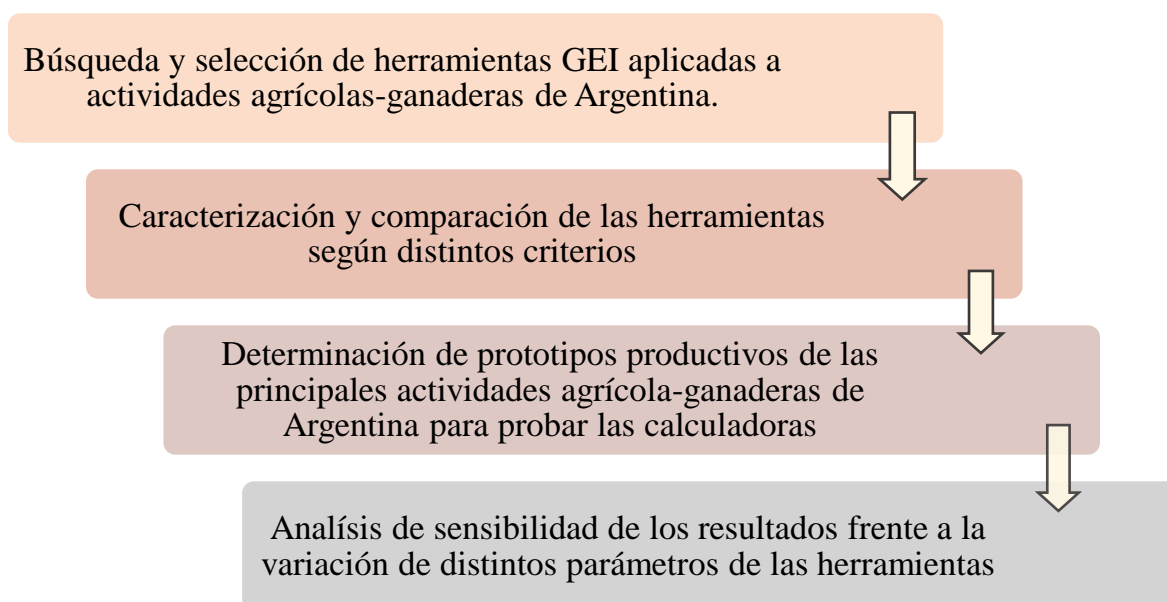 Búsqueda y selección de herramientas GEI aplicadas a
actividades agrícolas-ganaderas de Argentina.
Caracterización y comparación de las herramientas
según distintos criterios
Determinación de prototipos productivos de las
principales actividades agrícola-ganaderas de
Argentina para probar las calculadoras
Analísis de sensibilidad de los resultados frente a la
variación de distintos parámetros de las herramientas